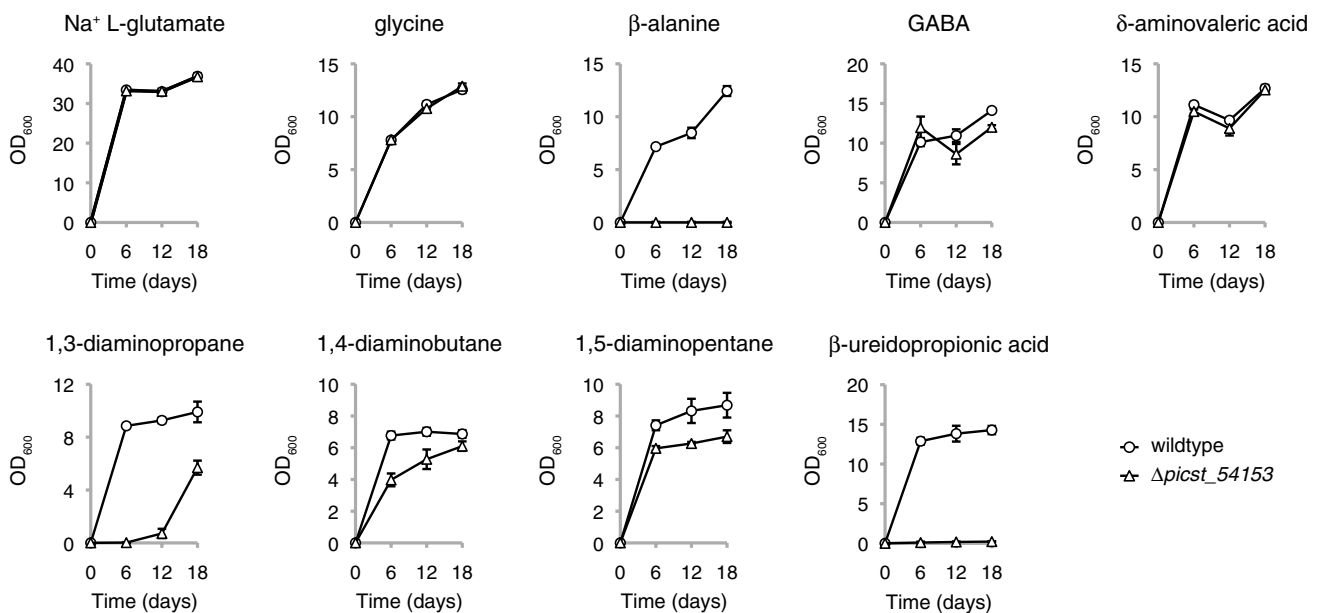 Na⁺ L-glutamate
40
30
20
10
0
OD₆₀₀
0 6 12 18
Time (days)
glycine
15
10
5
0
OD₆₀₀
0 6 12 18
Time (days)
β-alanine
15
10
5
0
OD₆₀₀
0 6 12 18
Time (days)
GABA
20
15
10
5
0
OD₆₀₀
0 6 12 18
Time (days)
δ-aminovaleric acid
15
10
5
0
OD₆₀₀
0 6 12 18
Time (days)
1,3-diaminopropane
12
8
4
0
OD₆₀₀
0 6 12 18
Time (days)
1,4-diaminobutane
10
8
6
4
2
0
OD₆₀₀
0 6 12 18
Time (days)
1,5-diaminopentane
10
8
6
4
2
0
OD₆₀₀
0 6 12 18
Time (days)
β-ureidopropionic acid
20
15
10
5
0
OD₆₀₀
0 6 12 18
Time (days)
wildtype
Δpicst_54153